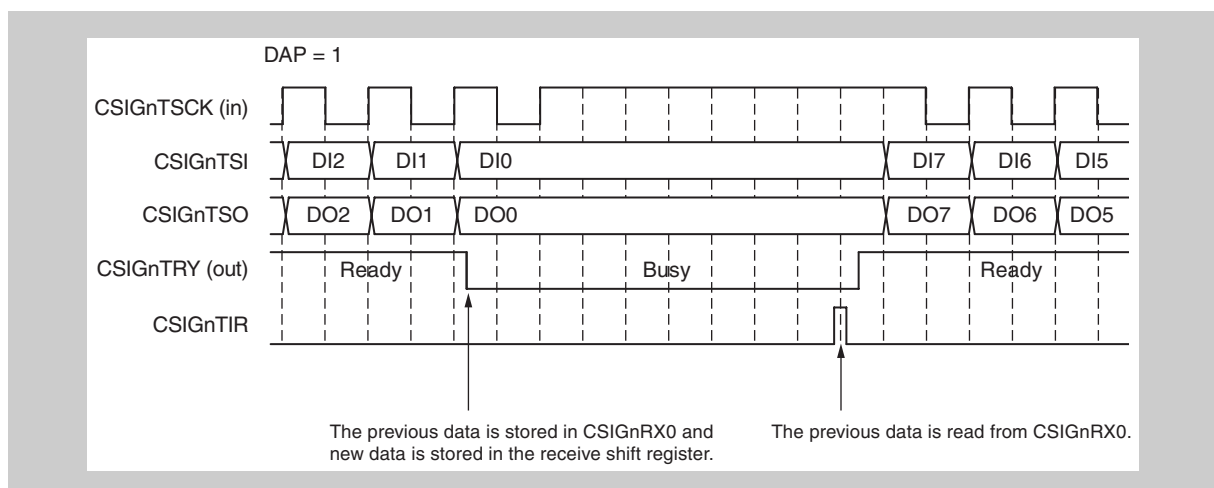 DAP = 1
CSIGnTSCK (in)
CSIGnTSI DI2 DI1 DI0 DI7 DI6 DI5
CSIGnTSO DO2 DO1 DO0 DO7 DO6 DO5
CSIGnTRY (out) Ready Busy Ready
CSIGnTIR
The previous data is stored in CSIGnRX0 and
new data is stored in the receive shift register.
The previous data is read from CSIGnRX0.